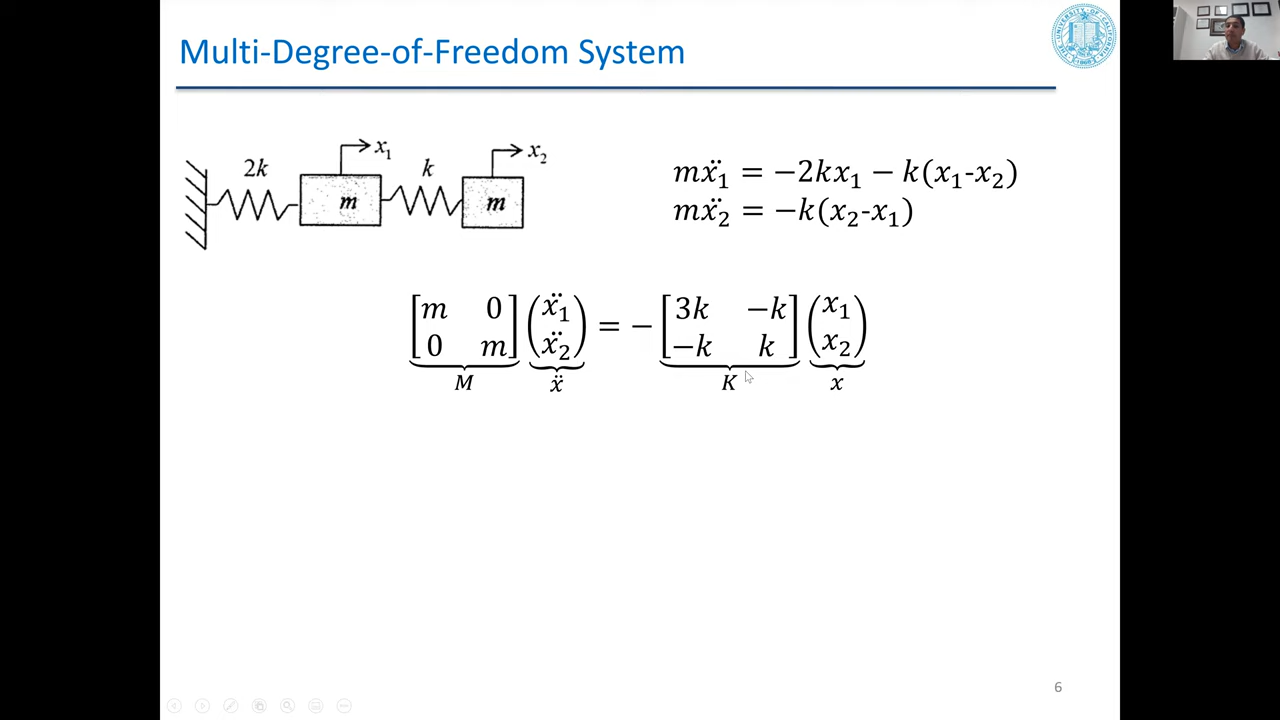 Multi-Degree-of-Freedom System
2k
x₁
k
x₂
m
m
mẍ₁ = −2kx₁ − k(x₁-x₂)
mẍ₂ = −k(x₂-x₁)
[m 0] (ẍ₁) = − [3k −k] (x₁)
[0 m] (ẍ₂) [−k k] (x₂)
M ẍ K x
6